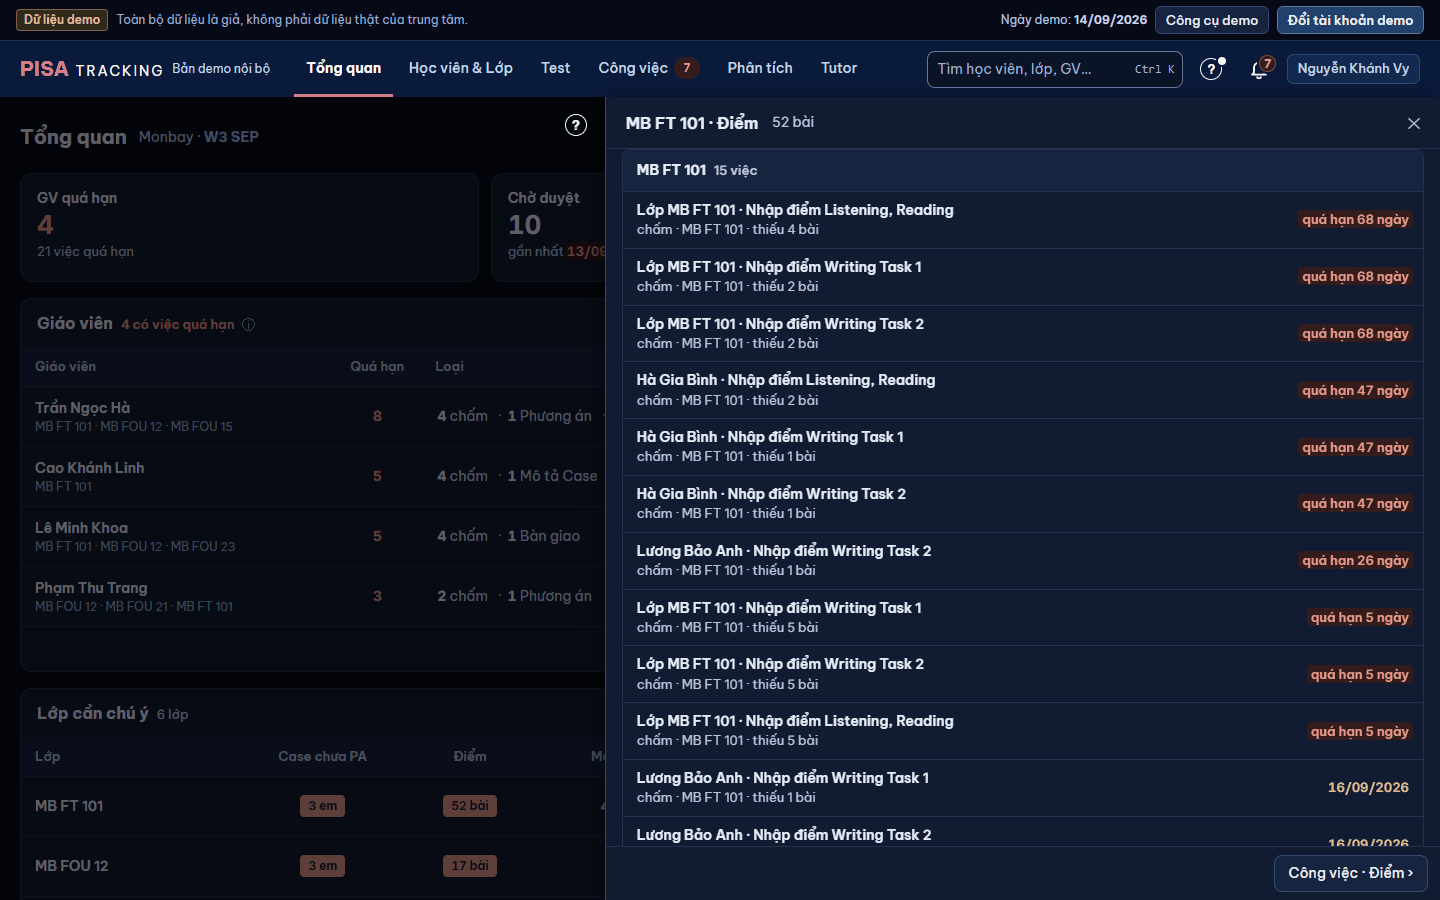 Dữ liệu demo Toàn bộ dữ liệu là giả, không phải dữ liệu thật của trung tâm. Ngày demo: 14/09/2026 Công cụ demo Đổi tài khoản demo
PISA TRACKING Bản demo nội bộ Tổng quan Học viên & Lớp Test Công việc 7 Phân tích Tutor Tìm học viên, lớp, GV... Ctrl K ? 7 Nguyễn Khánh Vy
Tổng quan Monbay · W3 SEP ?
GV quá hạn
4
21 việc quá hạn
Chờ duyệt
10
gần nhất 13/09
Giáo viên 4 có việc quá hạn ⓘ
Giáo viên Quá hạn Loại
Trần Ngọc Hà
MB FT 101 · MB FOU 12 · MB FOU 15
8 4 chấm · 1 Phương án ·
Cao Khánh Linh
MB FT 101
5 4 chấm · 1 Mô tả Case
Lê Minh Khoa
MB FT 101 · MB FOU 12 · MB FOU 23
5 4 chấm · 1 Bàn giao
Phạm Thu Trang
MB FOU 12 · MB FOU 21 · MB FT 101
3 2 chấm · 1 Phương án
Lớp cần chú ý 6 lớp
Lớp Case chưa PA Điểm
MB FT 101 3 em 52 bài
MB FOU 12 3 em 17 bài
MB FT 101 · Điểm 52 bài
MB FT 101 15 việc
Lớp MB FT 101 · Nhập điểm Listening, Reading
chấm · MB FT 101 · thiếu 4 bài
quá hạn 68 ngày
Lớp MB FT 101 · Nhập điểm Writing Task 1
chấm · MB FT 101 · thiếu 2 bài
quá hạn 68 ngày
Lớp MB FT 101 · Nhập điểm Writing Task 2
chấm · MB FT 101 · thiếu 2 bài
quá hạn 68 ngày
Hà Gia Bình · Nhập điểm Listening, Reading
chấm · MB FT 101 · thiếu 2 bài
quá hạn 47 ngày
Hà Gia Bình · Nhập điểm Writing Task 1
chấm · MB FT 101 · thiếu 1 bài
quá hạn 47 ngày
Hà Gia Bình · Nhập điểm Writing Task 2
chấm · MB FT 101 · thiếu 1 bài
quá hạn 47 ngày
Lương Bảo Anh · Nhập điểm Writing Task 2
chấm · MB FT 101 · thiếu 1 bài
quá hạn 26 ngày
Lớp MB FT 101 · Nhập điểm Writing Task 1
chấm · MB FT 101 · thiếu 5 bài
quá hạn 5 ngày
Lớp MB FT 101 · Nhập điểm Writing Task 2
chấm · MB FT 101 · thiếu 5 bài
quá hạn 5 ngày
Lớp MB FT 101 · Nhập điểm Listening, Reading
chấm · MB FT 101 · thiếu 5 bài
quá hạn 5 ngày
Lương Bảo Anh · Nhập điểm Writing Task 1
chấm · MB FT 101 · thiếu 1 bài
16/09/2026
Lương Bảo Anh · Nhập điểm Writing Task 2
16/09/2026
Công việc · Điểm ›